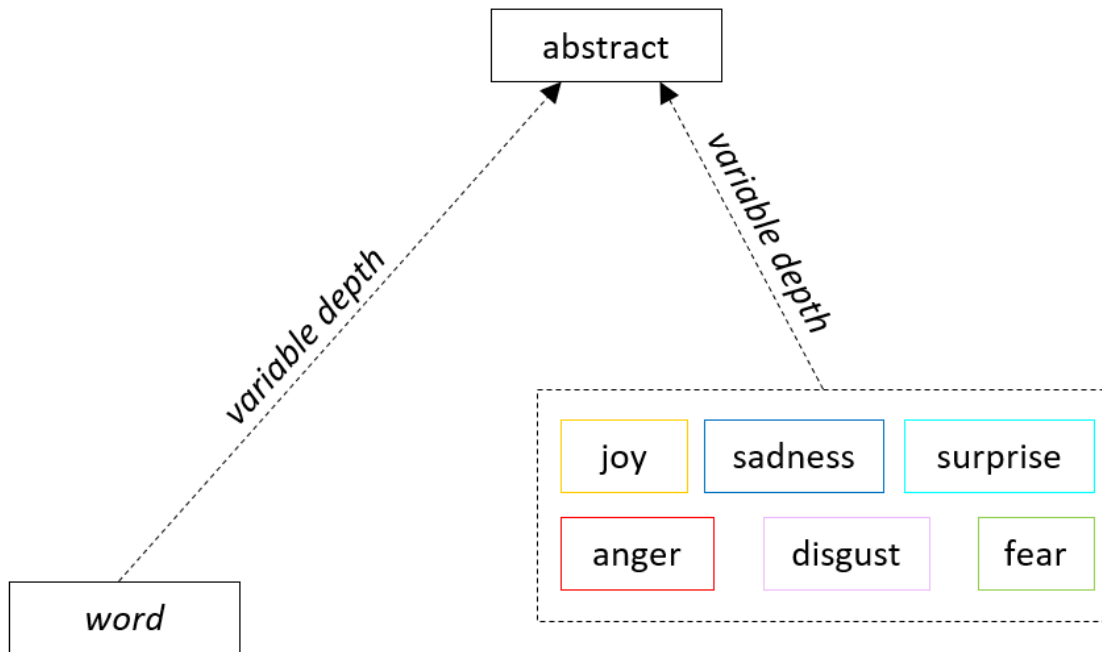 abstract
variable depth
variable depth
joy sadness surprise
anger disgust fear
word